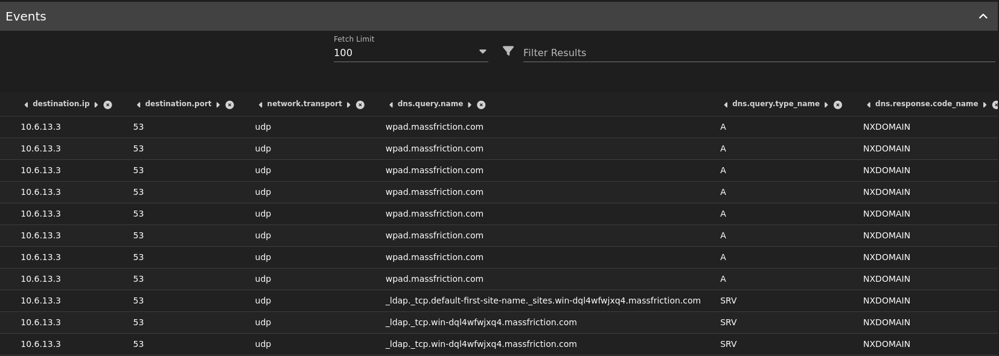 Events
Fetch Limit
100
Filter Results
destination.ip destination.port network.transport dns.query.name dns.query.type_name dns.response.code_name
10.6.13.3 53 udp wpad.massfriction.com A NXDOMAIN
10.6.13.3 53 udp wpad.massfriction.com A NXDOMAIN
10.6.13.3 53 udp wpad.massfriction.com A NXDOMAIN
10.6.13.3 53 udp wpad.massfriction.com A NXDOMAIN
10.6.13.3 53 udp wpad.massfriction.com A NXDOMAIN
10.6.13.3 53 udp wpad.massfriction.com A NXDOMAIN
10.6.13.3 53 udp wpad.massfriction.com A NXDOMAIN
10.6.13.3 53 udp wpad.massfriction.com A NXDOMAIN
10.6.13.3 53 udp _ldap._tcp.default-first-site-name._sites.win-dql4wfwjxq4.massfriction.com SRV NXDOMAIN
10.6.13.3 53 udp _ldap._tcp.win-dql4wfwjxq4.massfriction.com SRV NXDOMAIN
10.6.13.3 53 udp _ldap._tcp.win-dql4wfwjxq4.massfriction.com SRV NXDOMAIN